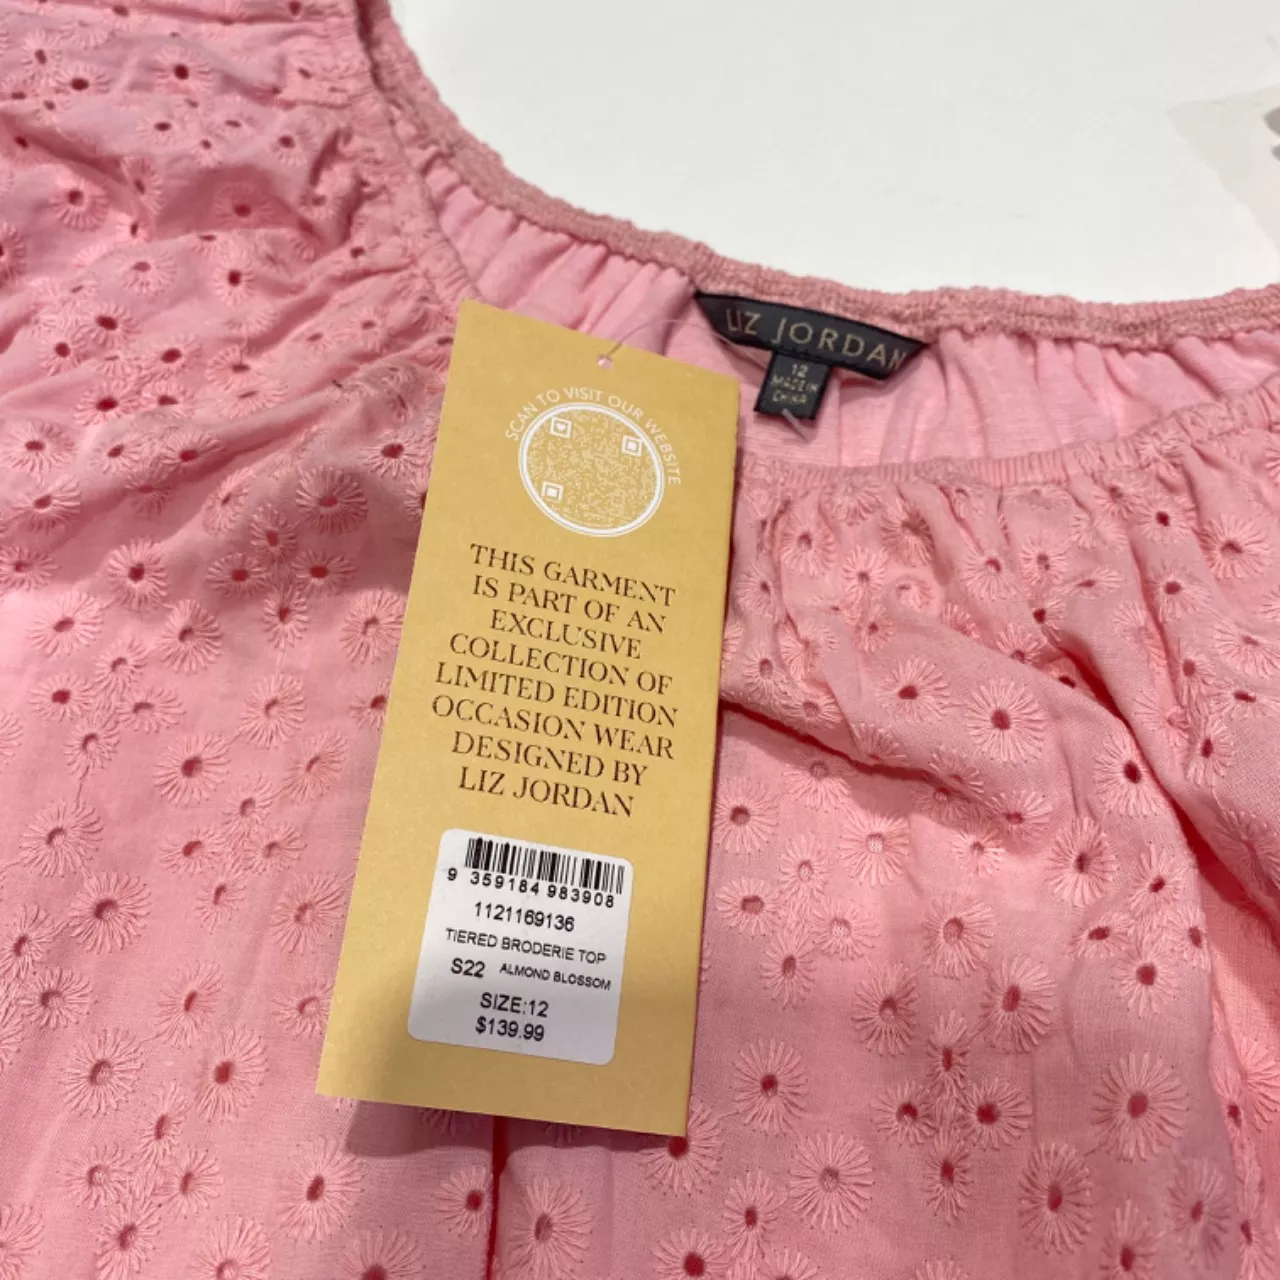 LIZ JORDAN
12
MADE IN
CHINA
SCAN TO VISIT OUR WEBSITE
THIS GARMENT
IS PART OF AN
EXCLUSIVE
COLLECTION OF
LIMITED EDITION
OCCASION WEAR
DESIGNED BY
LIZ JORDAN
9 359184 983908
1121169136
TIERED BRODERIE TOP
S22 ALMOND BLOSSOM
SIZE:12
$139.99